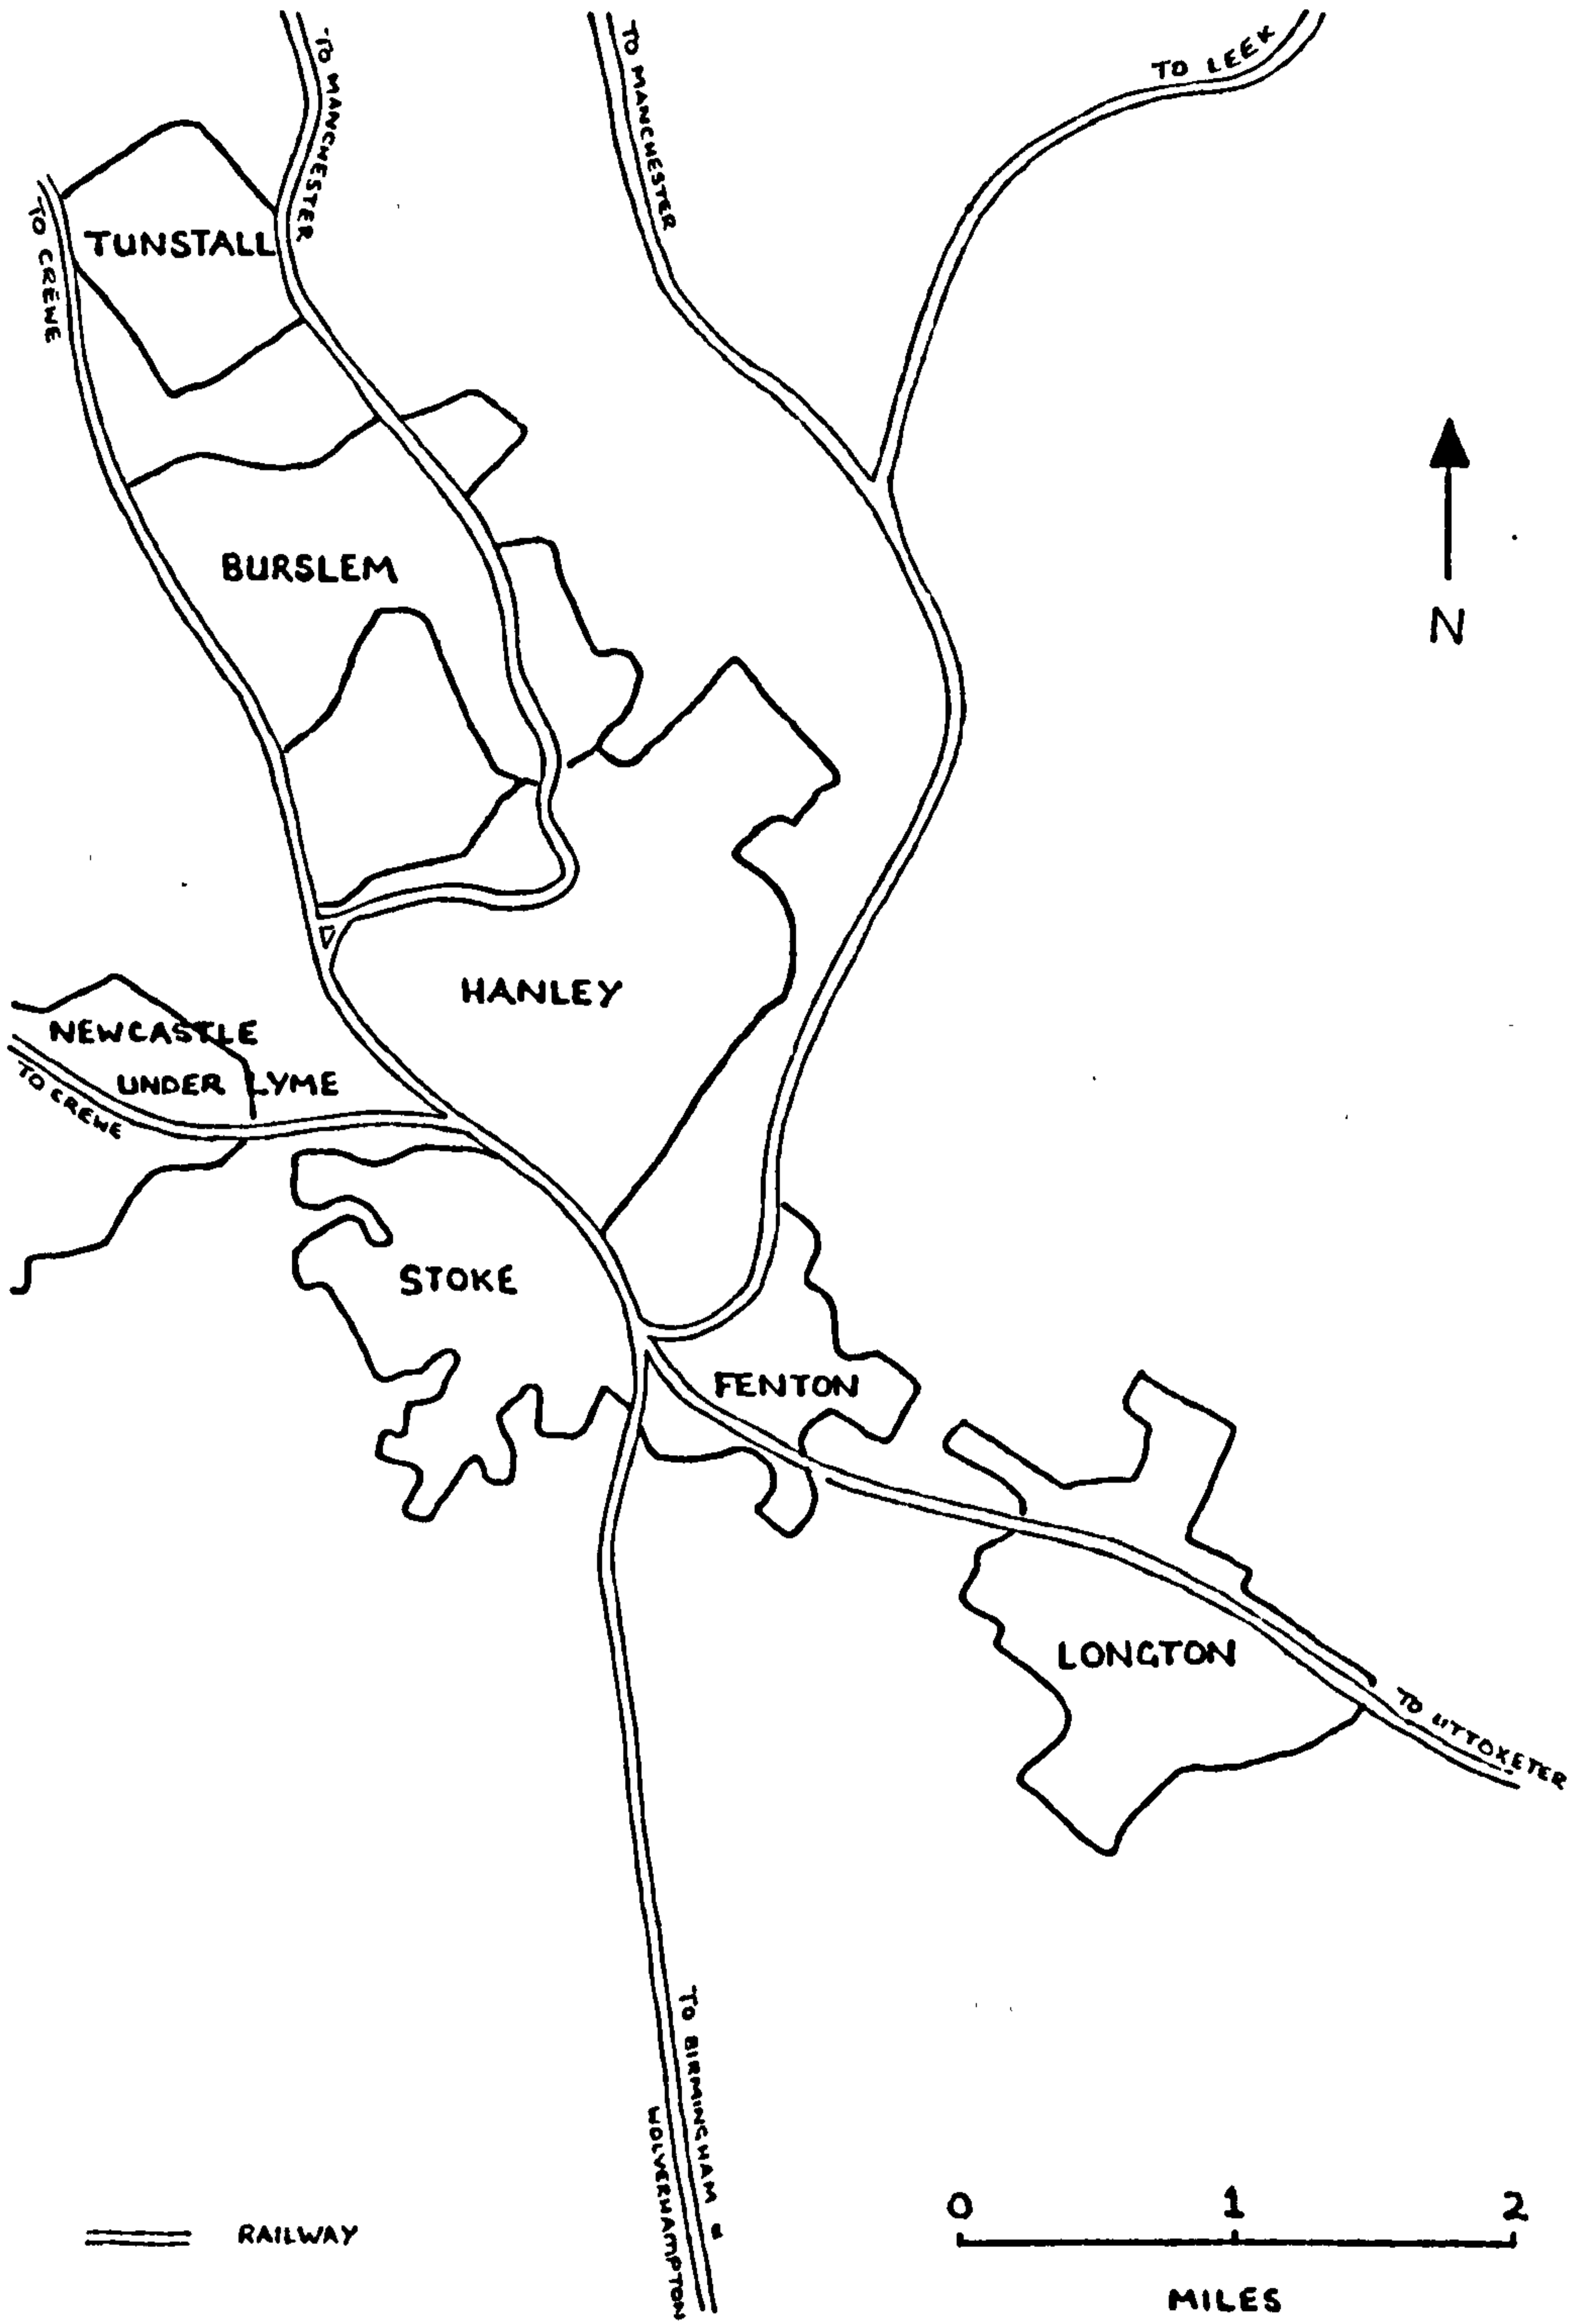 TO MANCHESTER
TO MANCHESTER
TO LEEK
TO CREWE
TUNSTALL
BURSLEM
N
HANLEY
NEWCASTLE
UNDER LYME
TO CREWE
STOKE
FENTON
LONGTON
TO UTTOXETER
TO BIRMINGHAM &
WOLVERHAMPTON
RAILWAY
0 1 2
MILES